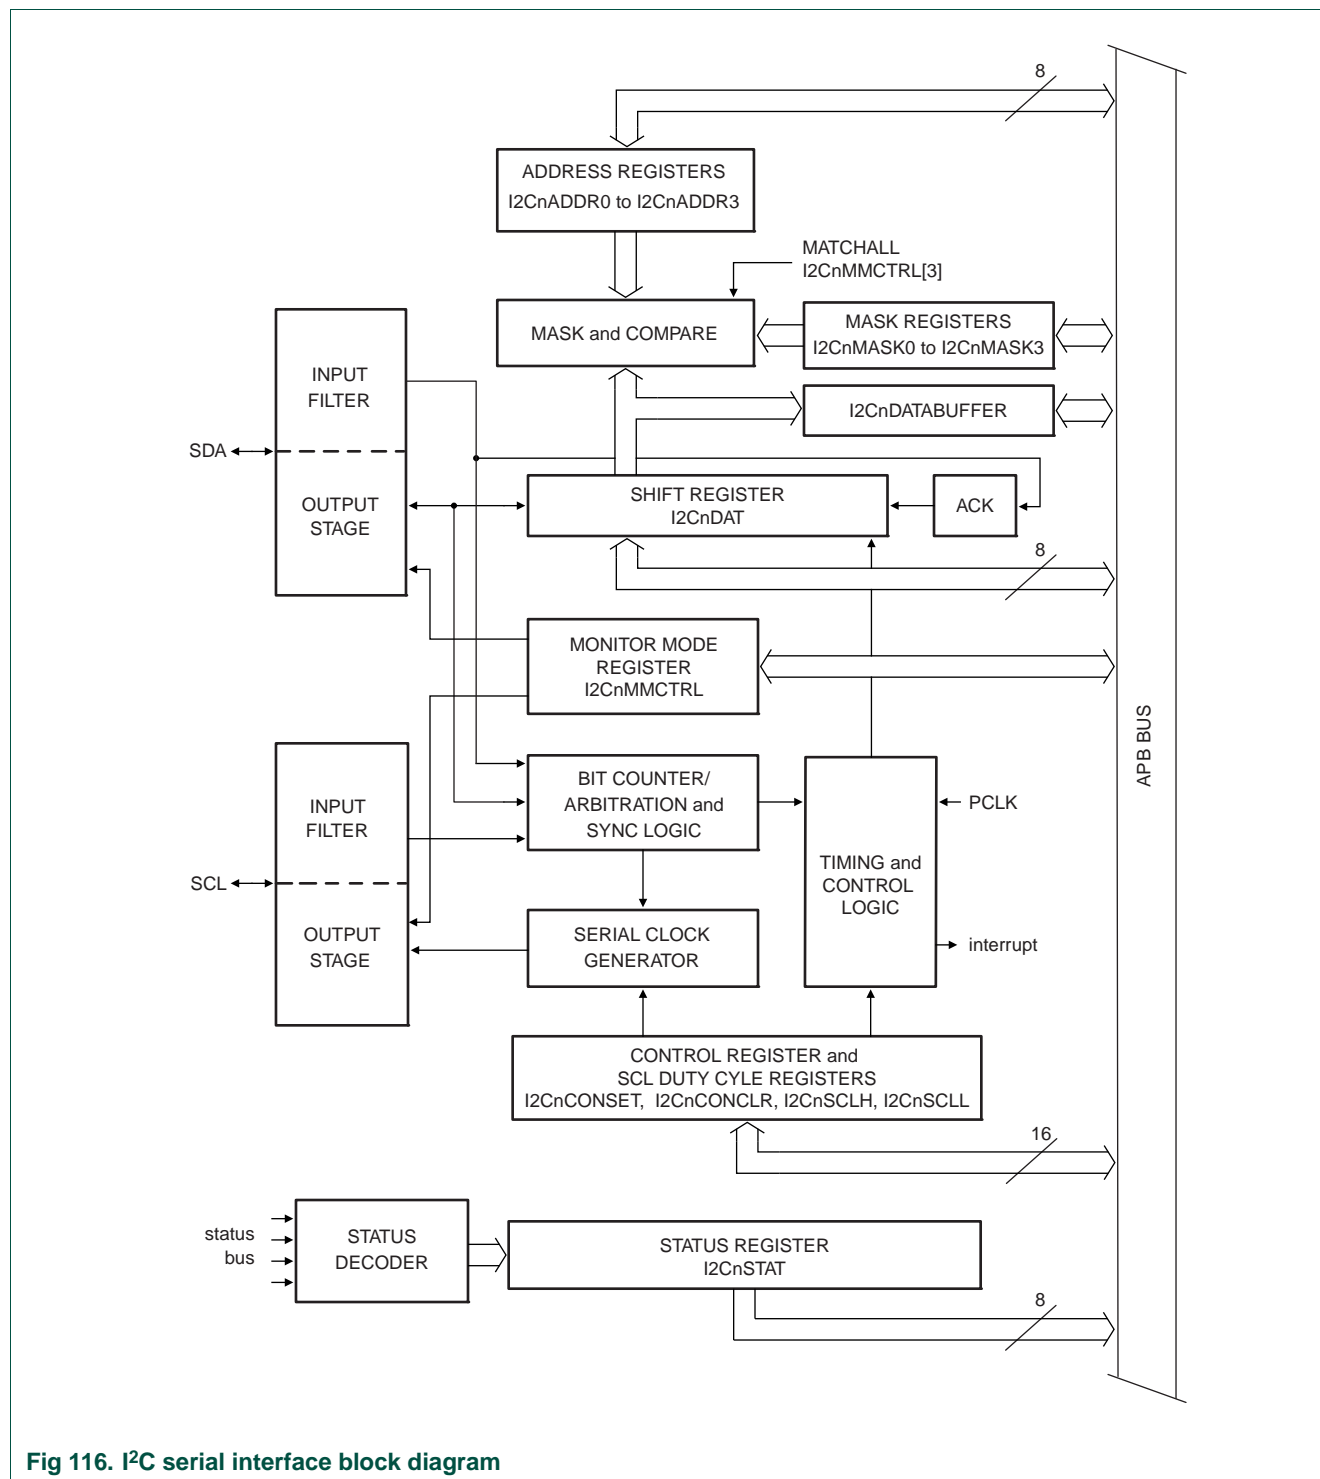 8
ADDRESS REGISTERS
I2CnADDR0 to I2CnADDR3
MATCHALL
I2CnMMCTRL[3]
MASK and COMPARE
MASK REGISTERS
I2CnMASK0 to I2CnMASK3
INPUT
FILTER
I2CnDATABUFFER
SDA
OUTPUT
STAGE
SHIFT REGISTER
I2CnDAT
ACK
8
MONITOR MODE
REGISTER
I2CnMMCTRL
APB BUS
INPUT
FILTER
BIT COUNTER/
ARBITRATION and
SYNC LOGIC
PCLK
TIMING and
CONTROL
LOGIC
SCL
OUTPUT
STAGE
SERIAL CLOCK
GENERATOR
interrupt
CONTROL REGISTER and
SCL DUTY CYLE REGISTERS
I2CnCONSET, I2CnCONCLR, I2CnSCLH, I2CnSCLL
16
status
bus
STATUS
DECODER
STATUS REGISTER
I2CnSTAT
8
Fig 116. I²C serial interface block diagram